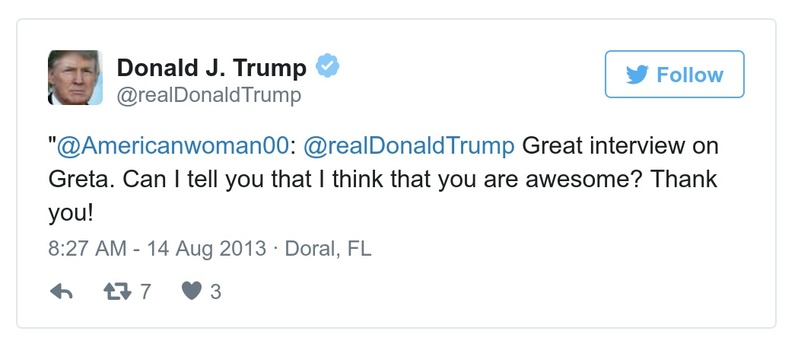 Donald J. Trump
@realDonaldTrump
Follow
"@Americanwoman00: @realDonaldTrump Great interview on
Greta. Can I tell you that I think that you are awesome? Thank
you!
8:27 AM - 14 Aug 2013 · Doral, FL
7 3